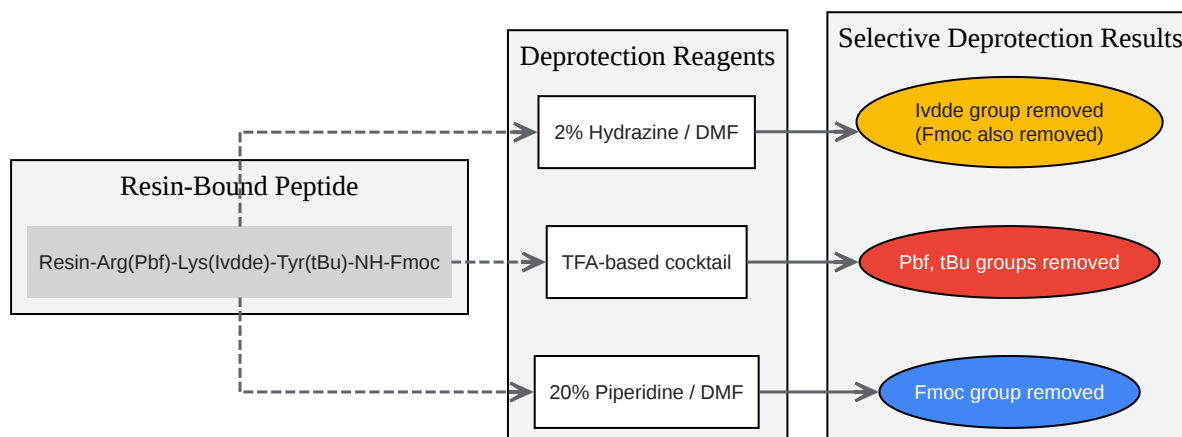 Resin-Bound Peptide
Resin-Arg(Pbf)-Lys(Ivdde)-Tyr(tBu)-NH-Fmoc
Deprotection Reagents
2% Hydrazine / DMF
TFA-based cocktail
20% Piperidine / DMF
Selective Deprotection Results
Ivdde group removed
(Fmoc also removed)
Pbf, tBu groups removed
Fmoc group removed